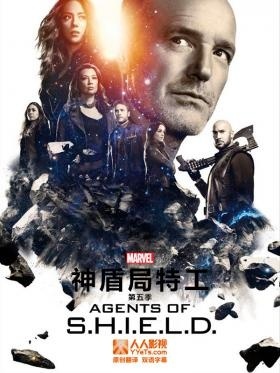 MARVEL
神盾局特工
第五季
AGENTS OF
S.H.I.E.L.D.
人人影视
YYeTs.com
原创翻译 双语字幕